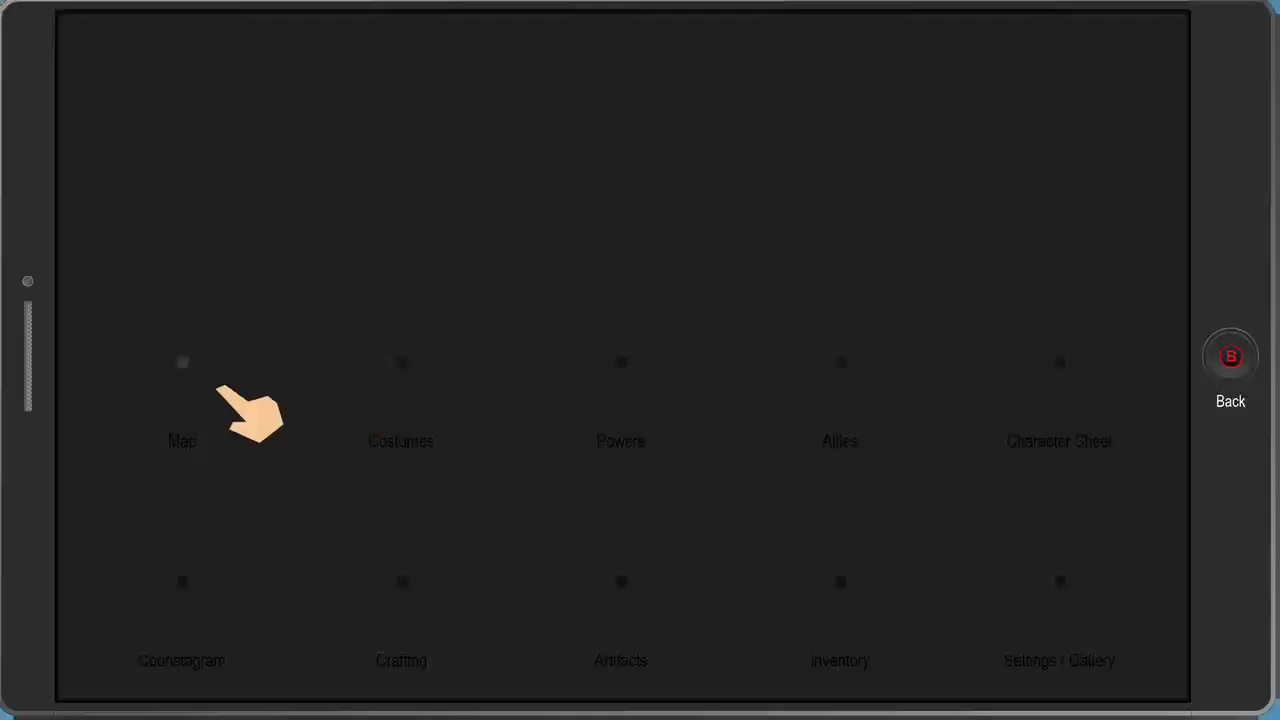 B
Back
Map Costumes Powers Allies Character Sheet
Coonstagram Crafting Artifacts Inventory Settings / Gallery